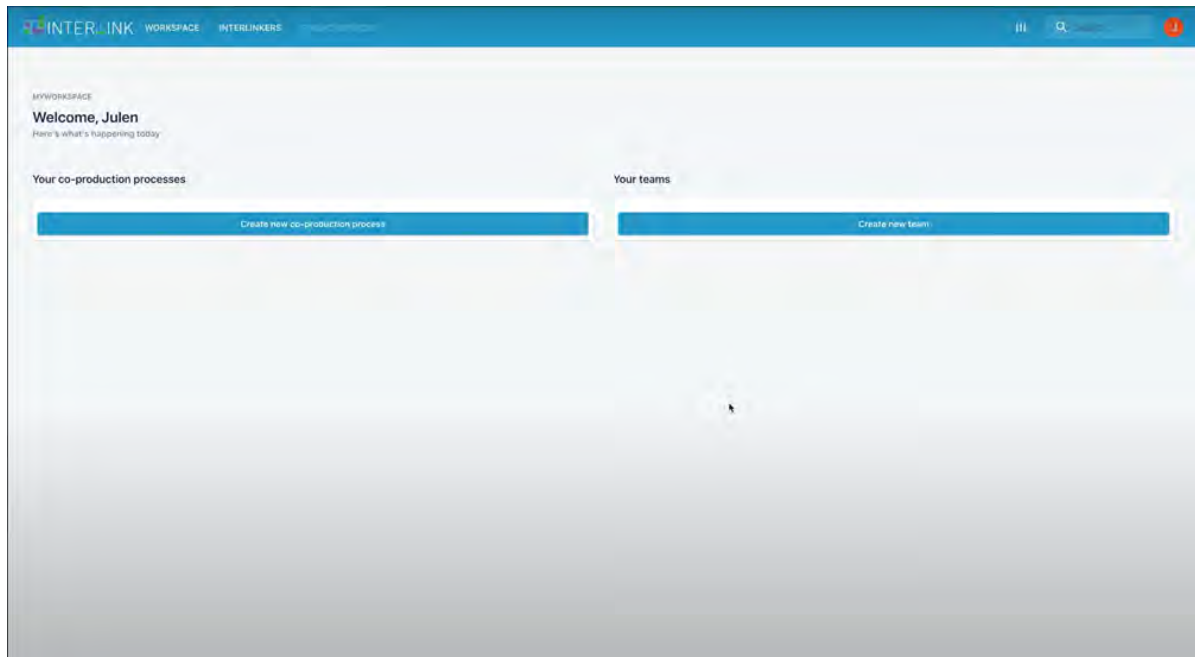 INTERLINK WORKSPACE INTERLINKERS
J
MYWORKSPACE
Welcome, Julen
Here's what's happening today
Your co-production processes
Your teams
Create new co-production process
Create new team